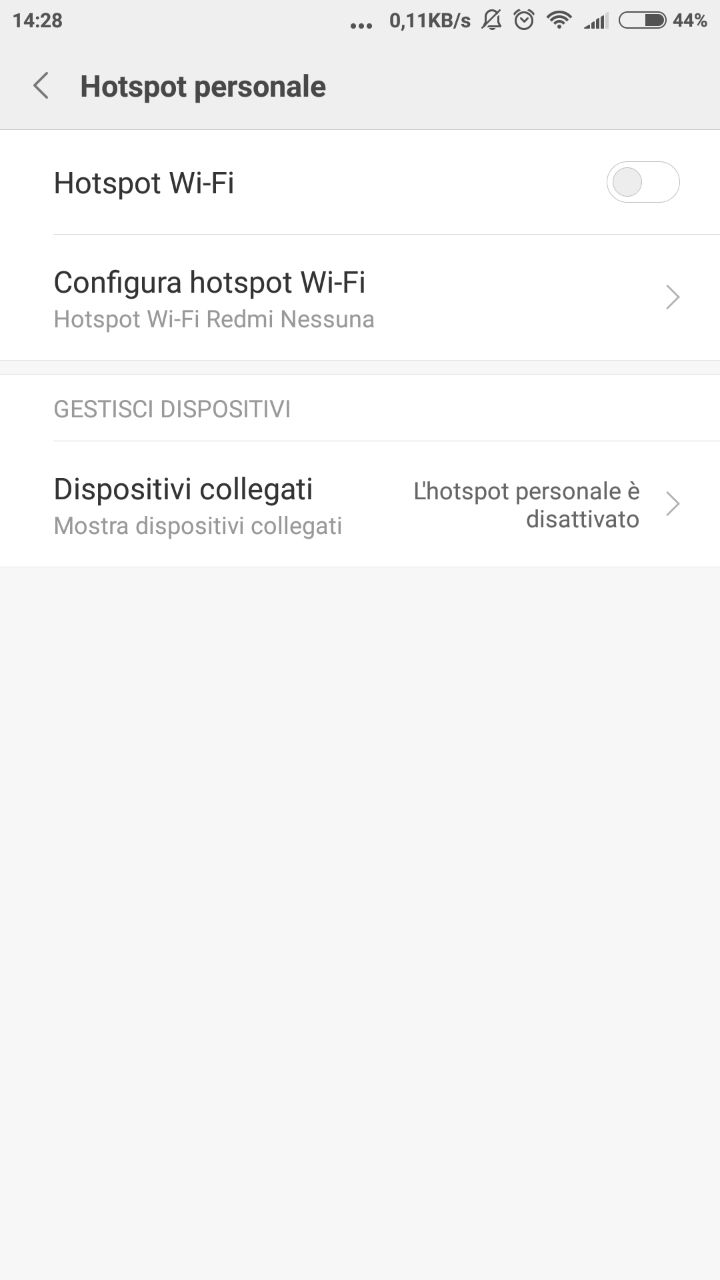 14:28 ... 0,11KB/s 44%
Hotspot personale
Hotspot Wi-Fi
Configura hotspot Wi-Fi
Hotspot Wi-Fi Redmi Nessuna
GESTISCI DISPOSITIVI
Dispositivi collegati
Mostra dispositivi collegati
L'hotspot personale è
disattivato